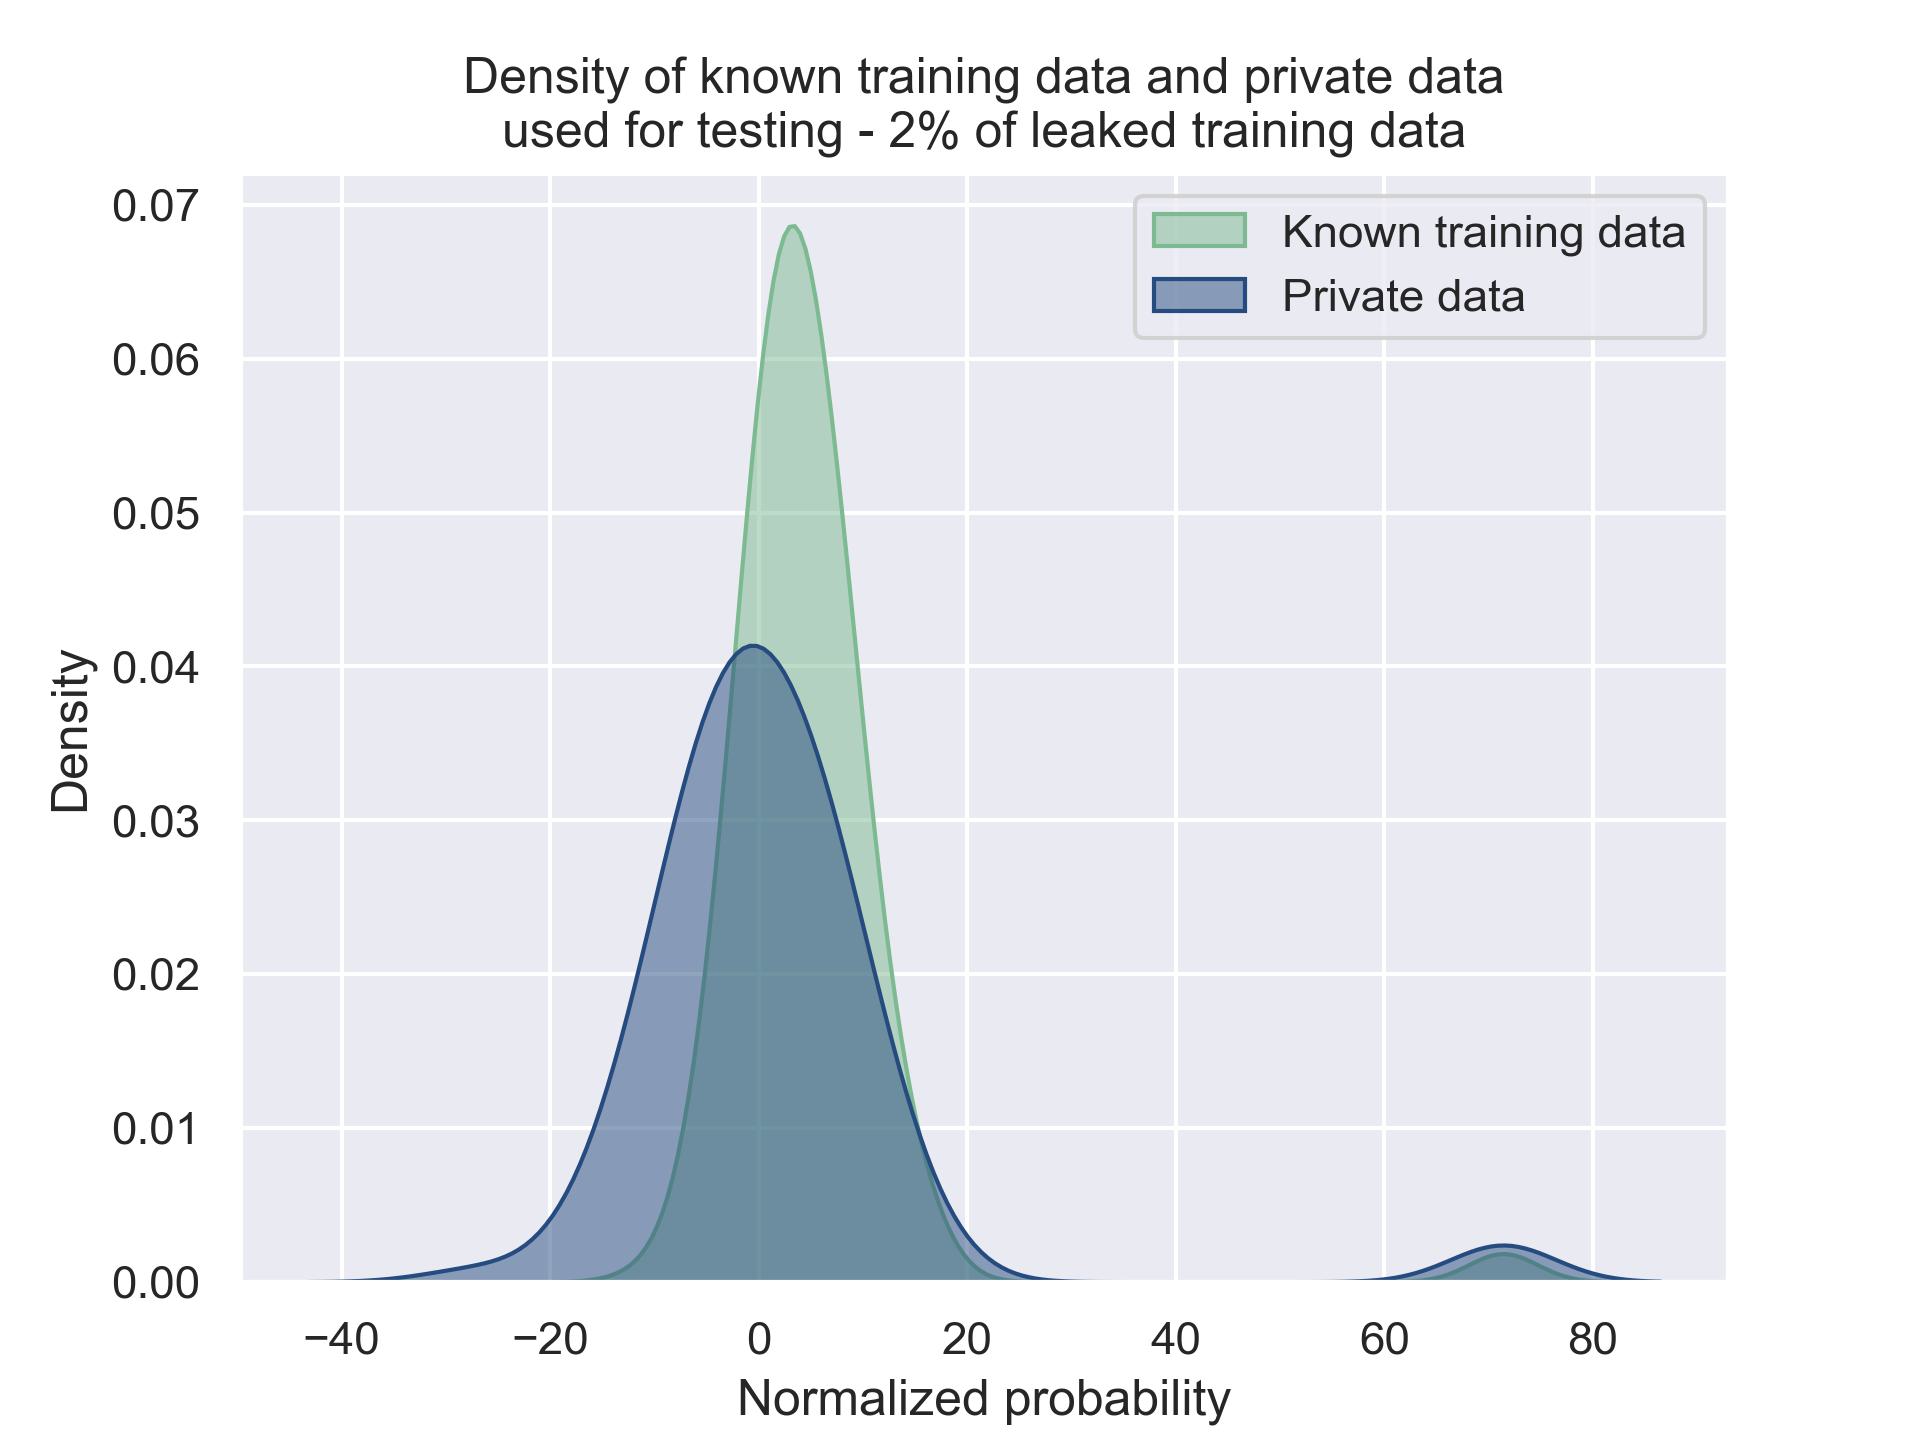 Density of known training data and private data
used for testing - 2% of leaked training data
Known training data
Private data
Density
0.07
0.06
0.05
0.04
0.03
0.02
0.01
0.00
−40 −20 0 20 40 60 80
Normalized probability